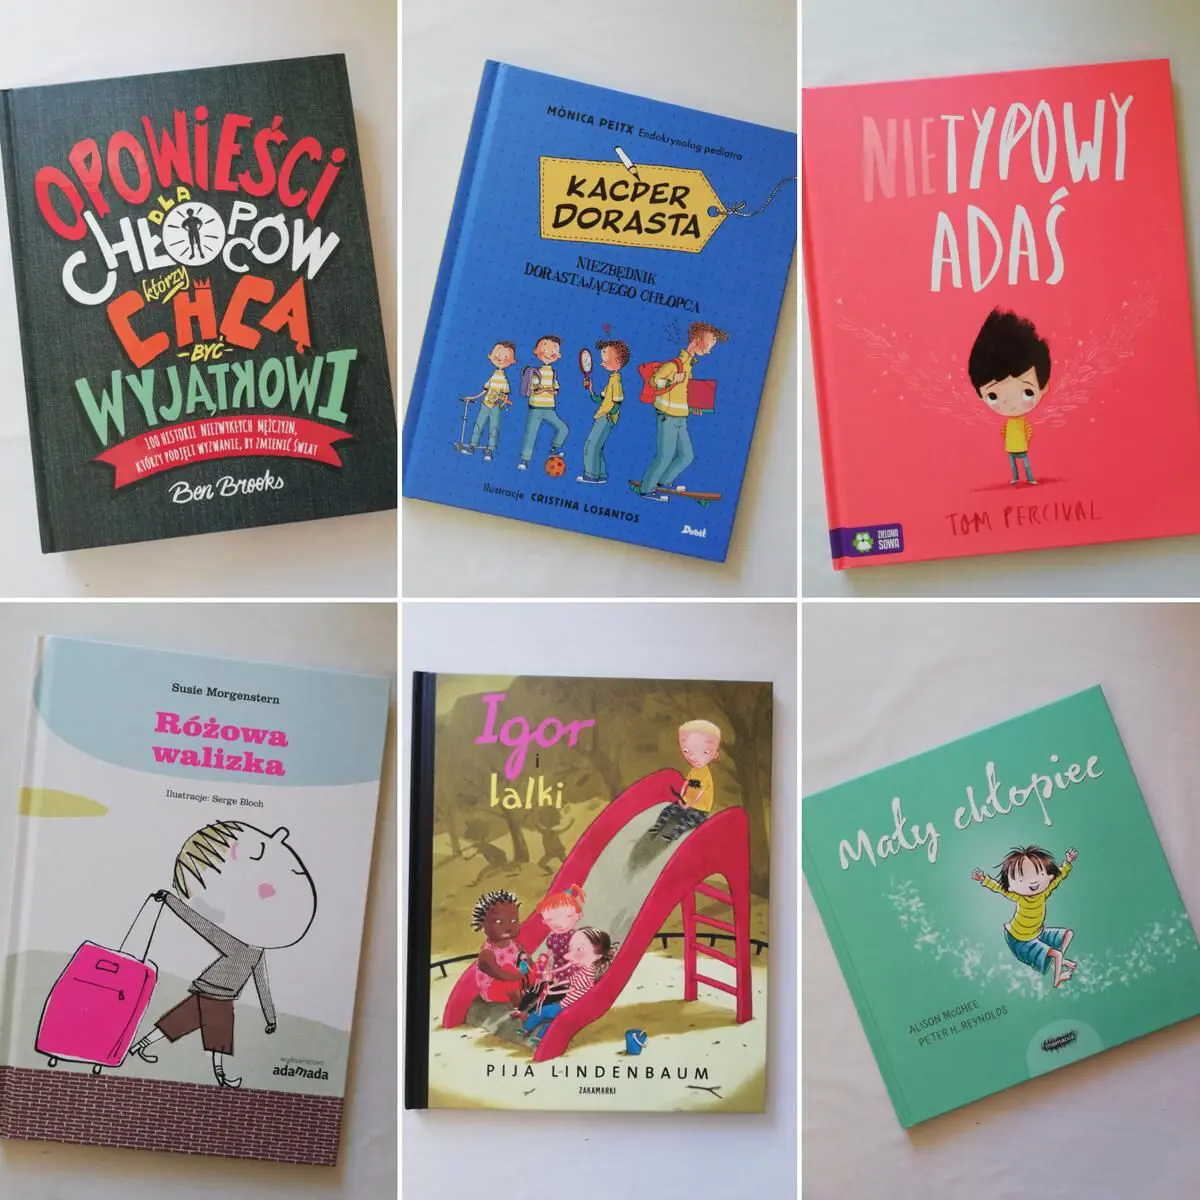 OPOWIEŚCI
DLA
CHŁOPCÓW
którzy
CHCĄ
–BYĆ–
WYJĄTKOWI
100 HISTORII NIEZWYKŁYCH MĘŻCZYZN,
KTÓRZY PODJĘLI WYZWANIE, BY ZMIENIĆ ŚWIAT
Ben Brooks
MÒNICA PEITX Endokrynolog pediatra
KACPER
DORASTA
NIEZBĘDNIK
DORASTAJĄCEGO CHŁOPCA
Ilustracje CRISTINA LOSANTOS
Debit
NIETYPOWY
ADAŚ
TOM PERCIVAL
ZIELONA
SOWA
Susie Morgenstern
Różowa
walizka
Ilustracje: Serge Bloch
wydawnictwo
adamada
Igor
i
lalki
PIJA LINDENBAUM
ZAKAMARKI
Mały chłopiec
ALISON McGHEE
PETER H. REYNOLDS
mamania